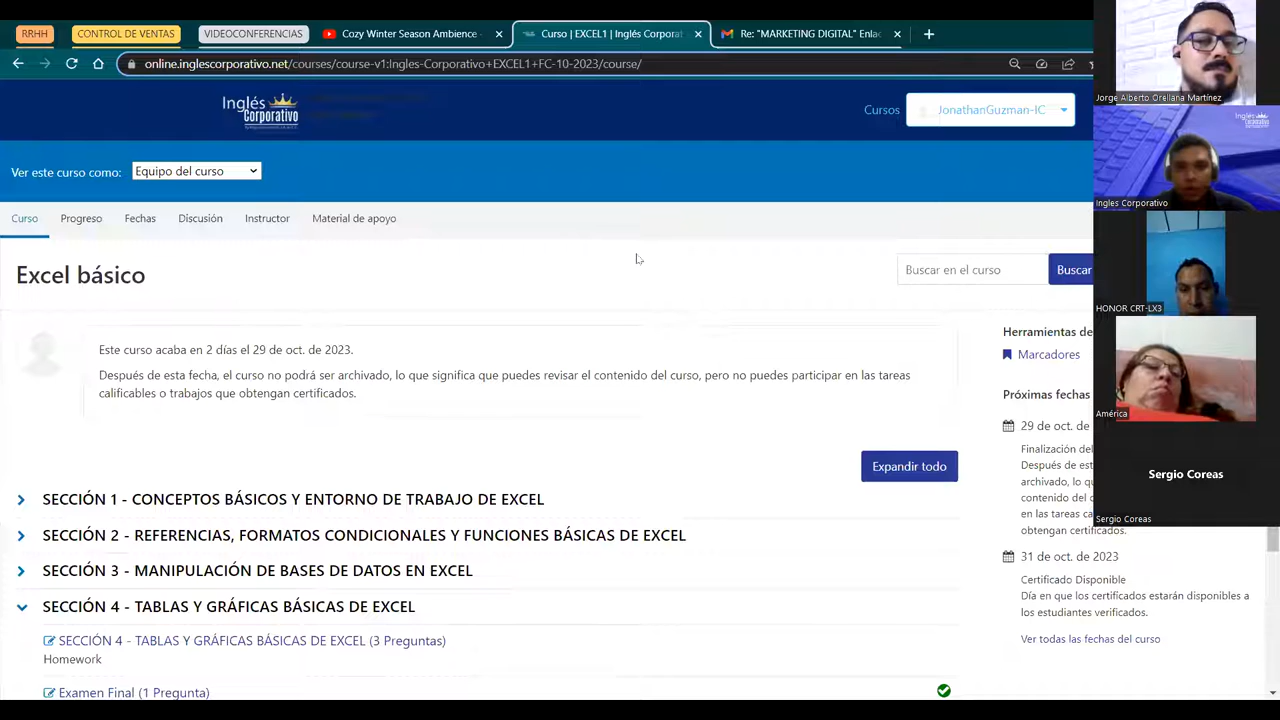 RRHH
CONTROL DE VENTAS
VIDEOCONFERENCIAS
Cozy Winter Season Ambience -
Curso | EXCEL1 | Inglés Corporat
Re: "MARKETING DIGITAL" Enlac
online.inglescorporativo.net/courses/course-v1:Ingles-Corporativo+EXCEL1+FC-10-2023/course/
Inglés Corporativo
Cursos
JonathanGuzman-IC
Ver este curso como:
Equipo del curso
Curso
Progreso
Fechas
Discusión
Instructor
Material de apoyo
Excel básico
Buscar en el curso
Buscar
Este curso acaba en 2 días el 29 de oct. de 2023.
Después de esta fecha, el curso no podrá ser archivado, lo que significa que puedes revisar el contenido del curso, pero no puedes participar en las tareas
calificables o trabajos que obtengan certificados.
Expandir todo
SECCIÓN 1 - CONCEPTOS BÁSICOS Y ENTORNO DE TRABAJO DE EXCEL
SECCIÓN 2 - REFERENCIAS, FORMATOS CONDICIONALES Y FUNCIONES BÁSICAS DE EXCEL
SECCIÓN 3 - MANIPULACIÓN DE BASES DE DATOS EN EXCEL
SECCIÓN 4 - TABLAS Y GRÁFICAS BÁSICAS DE EXCEL
SECCIÓN 4 - TABLAS Y GRÁFICAS BÁSICAS DE EXCEL (3 Preguntas)
Homework
Examen Final (1 Pregunta)
Herramientas de
Marcadores
Próximas fechas
29 de oct. de
Finalización del
Después de est
archivado, lo qu
contenido del c
en las tareas ca
obtengan certificados.
31 de oct. de 2023
Certificado Disponible
Día en que los certificados estarán disponibles a
los estudiantes verificados.
Ver todas las fechas del curso
Jorge Alberto Orellana Martínez
Ingles Corporativo
HONOR CRT-LX3
América
Sergio Coreas
Sergio Coreas